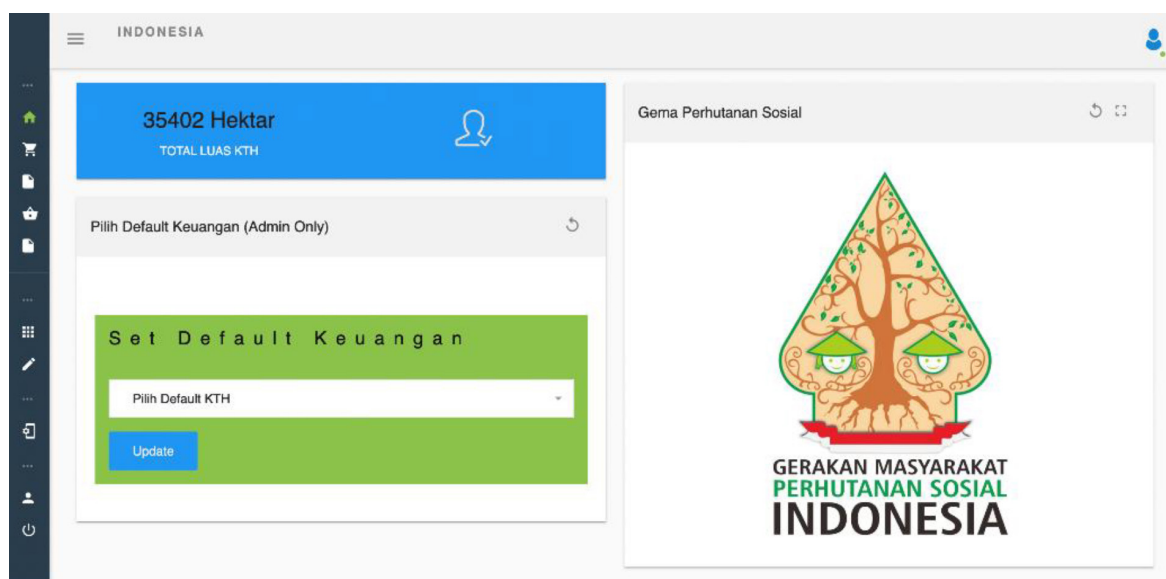 INDONESIA
35402 Hektar
TOTAL LUAS KTH
Pilih Default Keuangan (Admin Only)
Set Default Keuangan
Pilih Default KTH
Update
Gema Perhutanan Sosial
GERAKAN MASYARAKAT
PERHUTANAN SOSIAL
INDONESIA